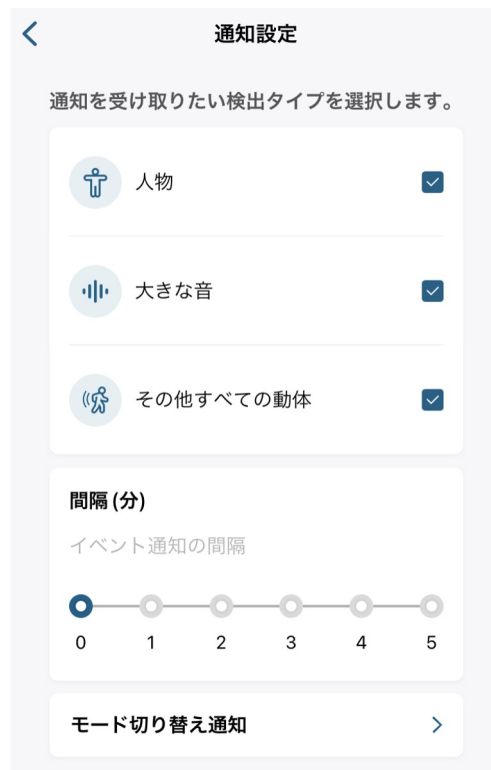 通知設定
通知を受け取りたい検出タイプを選択します。
人物
大きな音
その他すべての動体
間隔 (分)
イベント通知の間隔
0 1 2 3 4 5
モード切り替え通知